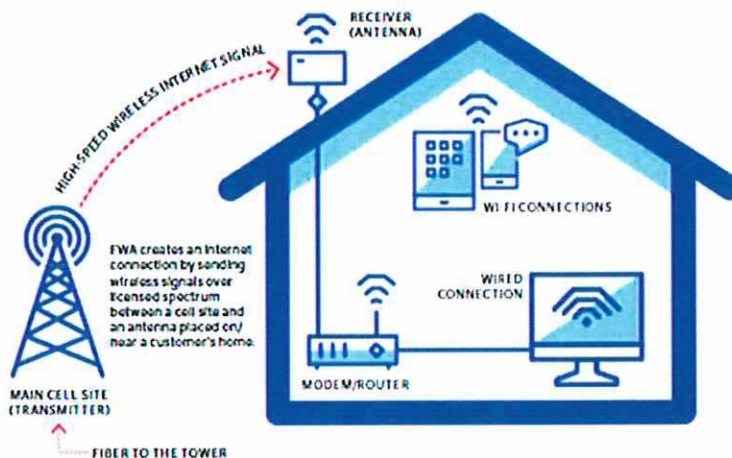 RECEIVER
(ANTENNA)
HIGH-SPEED WIRELESS INTERNET SIGNAL
WI-FI CONNECTIONS
FWA creates an internet
connection by sending
wireless signals over
licensed spectrum
between a cell site and
an antenna placed on/
near a customer's home.
WIRED
CONNECTION
MODEM/ROUTER
MAIN CELL SITE
(TRANSMITTER)
FIBER TO THE TOWER